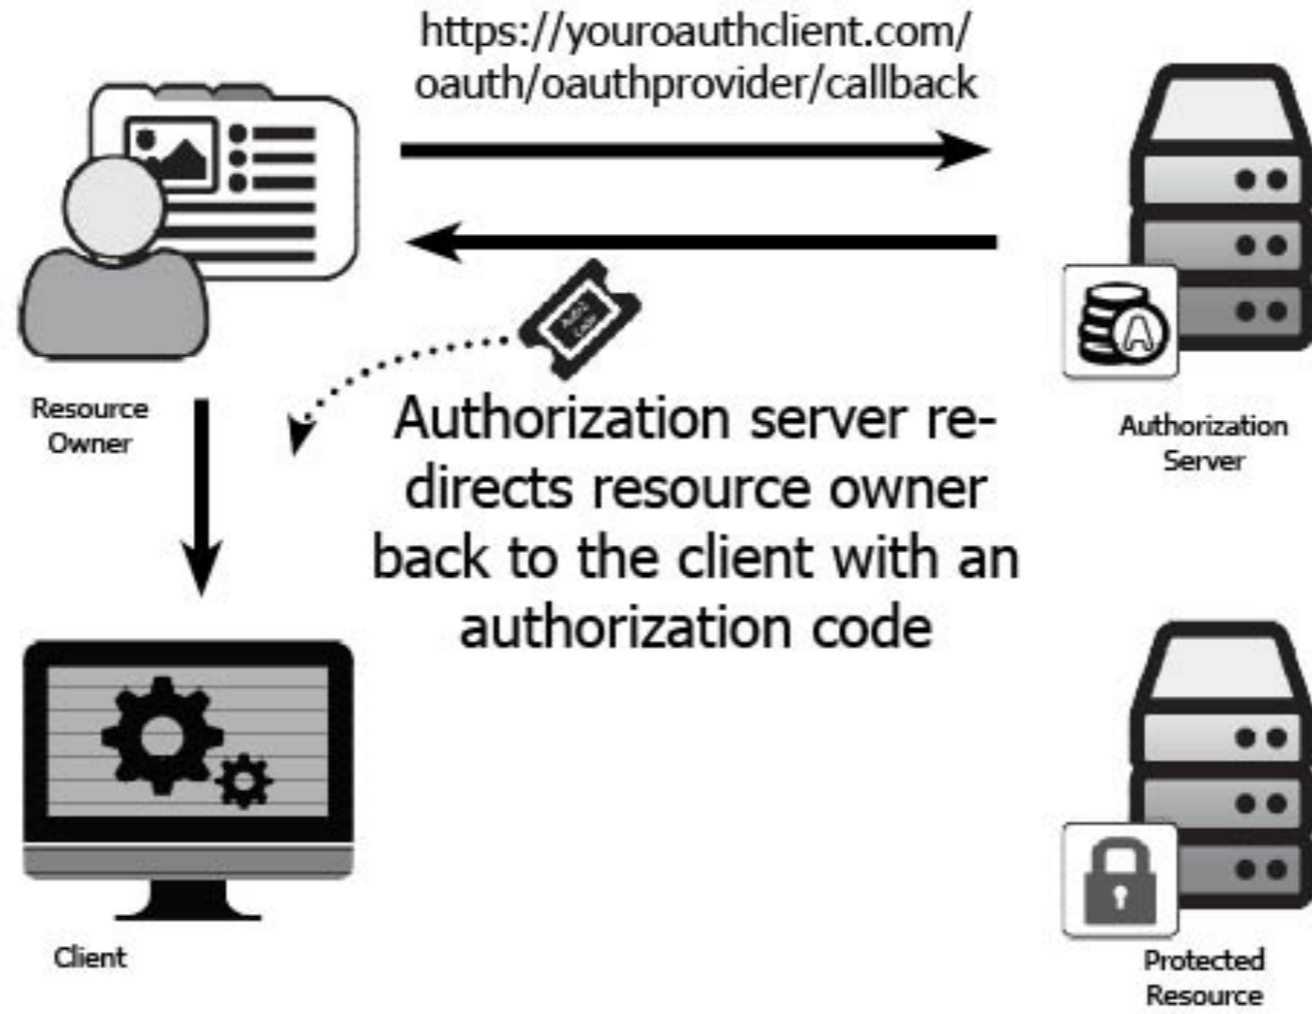 https://youroauthclient.com/
oauth/oauthprovider/callback
Resource
Owner
Authorization
Server
Authorization server re-
directs resource owner
back to the client with an
authorization code
Client
Protected
Resource
A